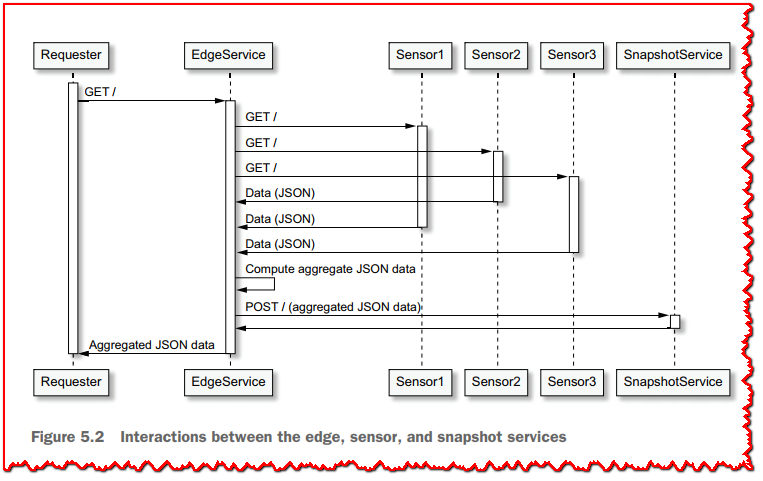 Requester EdgeService Sensor1 Sensor2 Sensor3 SnapshotService
GET /
GET /
GET /
GET /
Data (JSON)
Data (JSON)
Data (JSON)
Compute aggregate JSON data
POST / (aggregated JSON data)
Aggregated JSON data
Requester EdgeService Sensor1 Sensor2 Sensor3 SnapshotService
Figure 5.2 Interactions between the edge, sensor, and snapshot services